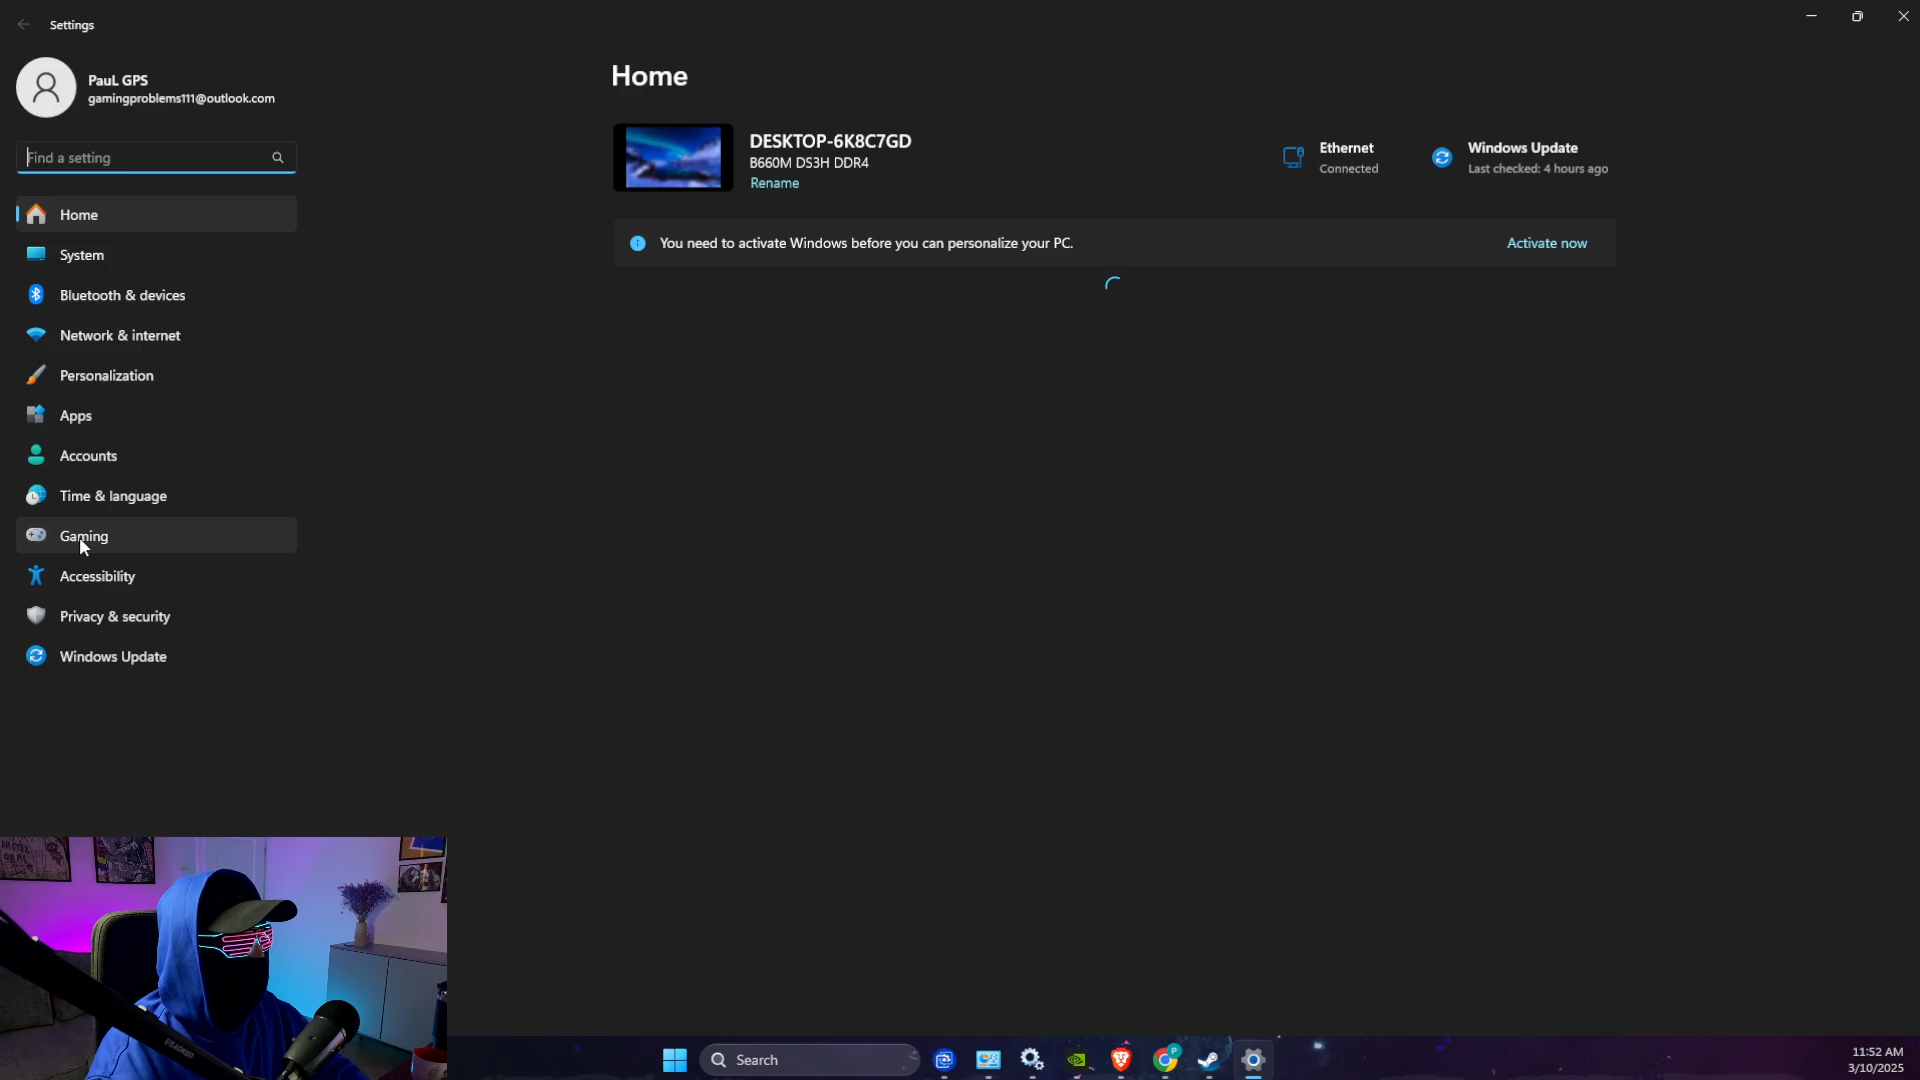 Settings
PauL GPS
gamingproblems111@outlook.com
Find a setting
Home
System
Bluetooth & devices
Network & internet
Personalization
Apps
Accounts
Time & language
Gaming
Accessibility
Privacy & security
Windows Update
Home
DESKTOP-6K8C7GD
B660M DS3H DDR4
Rename
Ethernet
Connected
Windows Update
Last checked: 4 hours ago
You need to activate Windows before you can personalize your PC.
Activate now
Search
P
11:52 AM
3/10/2025